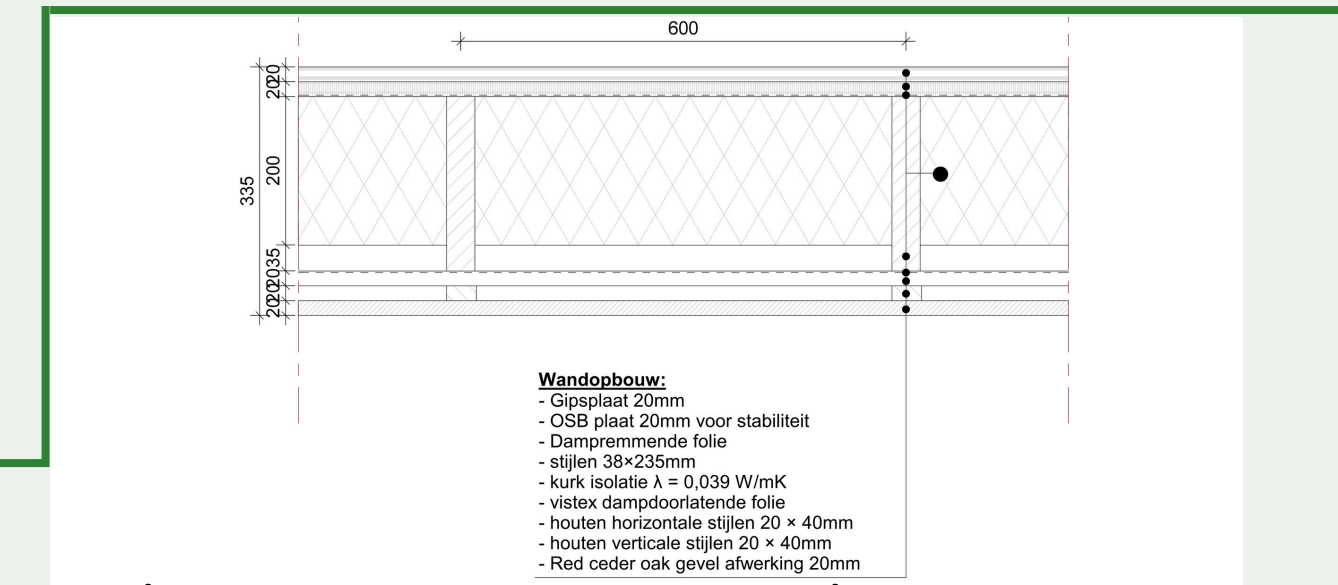 600
20
20
200
335
35
20
20
20
Wandopbouw:
- Gipsplaat 20mm
- OSB plaat 20mm voor stabiliteit
- Dampremmende folie
- stijlen 38×235mm
- kurk isolatie λ = 0,039 W/mK
- vistex dampdoorlatende folie
- houten horizontale stijlen 20 × 40mm
- houten verticale stijlen 20 × 40mm
- Red ceder oak gevel afwerking 20mm